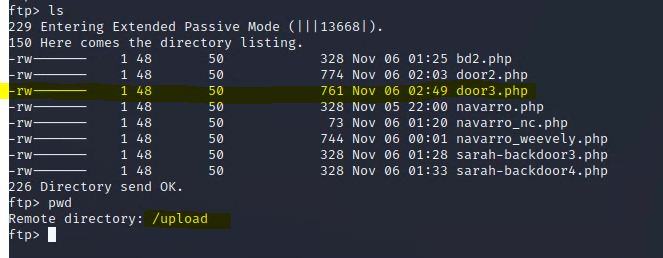 ftp> ls
229 Entering Extended Passive Mode (|||13668|).
150 Here comes the directory listing.
-rw------- 1 48 50 328 Nov 06 01:25 bd2.php
-rw------- 1 48 50 774 Nov 06 02:03 door2.php
-rw------- 1 48 50 761 Nov 06 02:49 door3.php
-rw------- 1 48 50 328 Nov 05 22:00 navarro.php
-rw------- 1 48 50 73 Nov 06 01:20 navarro_nc.php
-rw------- 1 48 50 744 Nov 06 00:01 navarro_weevely.php
-rw------- 1 48 50 328 Nov 06 01:28 sarah-backdoor3.php
-rw------- 1 48 50 328 Nov 06 01:33 sarah-backdoor4.php
226 Directory send OK.
ftp> pwd
Remote directory: /upload
ftp>